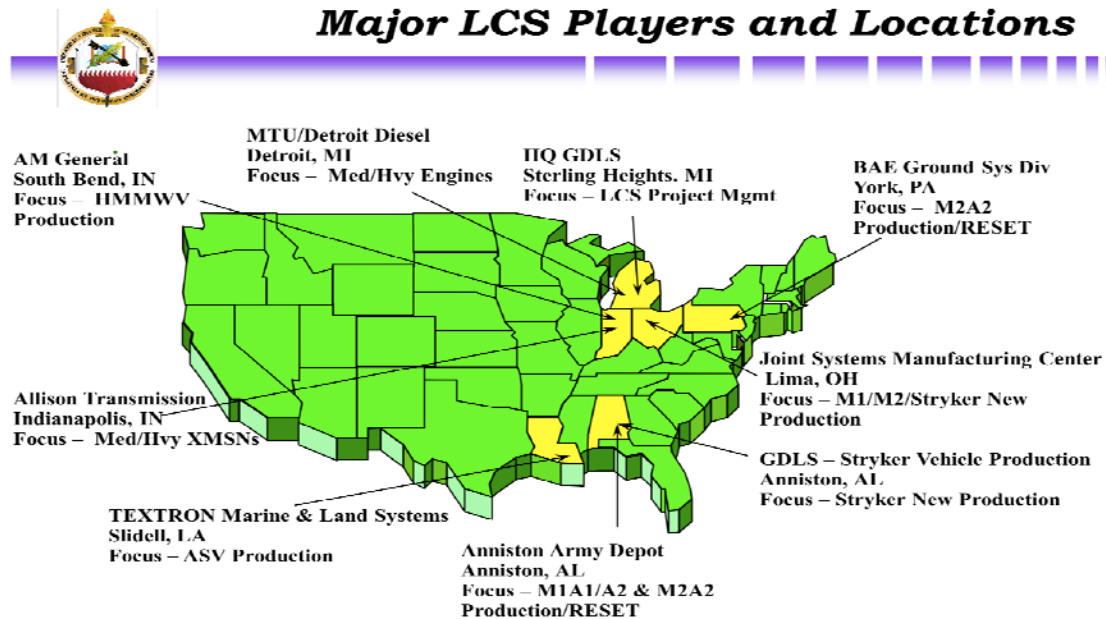 Major LCS Players and Locations
MTU/Detroit Diesel
Detroit, MI
Focus – Med/Hvy Engines
AM General
South Bend, IN
Focus – HMMWV
Production
HQ GDLS
Sterling Heights. MI
Focus – LCS Project Mgmt
BAE Ground Sys Div
York, PA
Focus – M2A2
Production/RESET
Joint Systems Manufacturing Center
Lima, OH
Focus – M1/M2/Stryker New
Production
Allison Transmission
Indianapolis, IN
Focus – Med/Hvy XMSNs
GDLS – Stryker Vehicle Production
Anniston, AL
Focus – Stryker New Production
TEXTRON Marine & Land Systems
Slidell, LA
Focus – ASV Production
Anniston Army Depot
Anniston, AL
Focus – M1A1/A2 & M2A2
Production/RESET